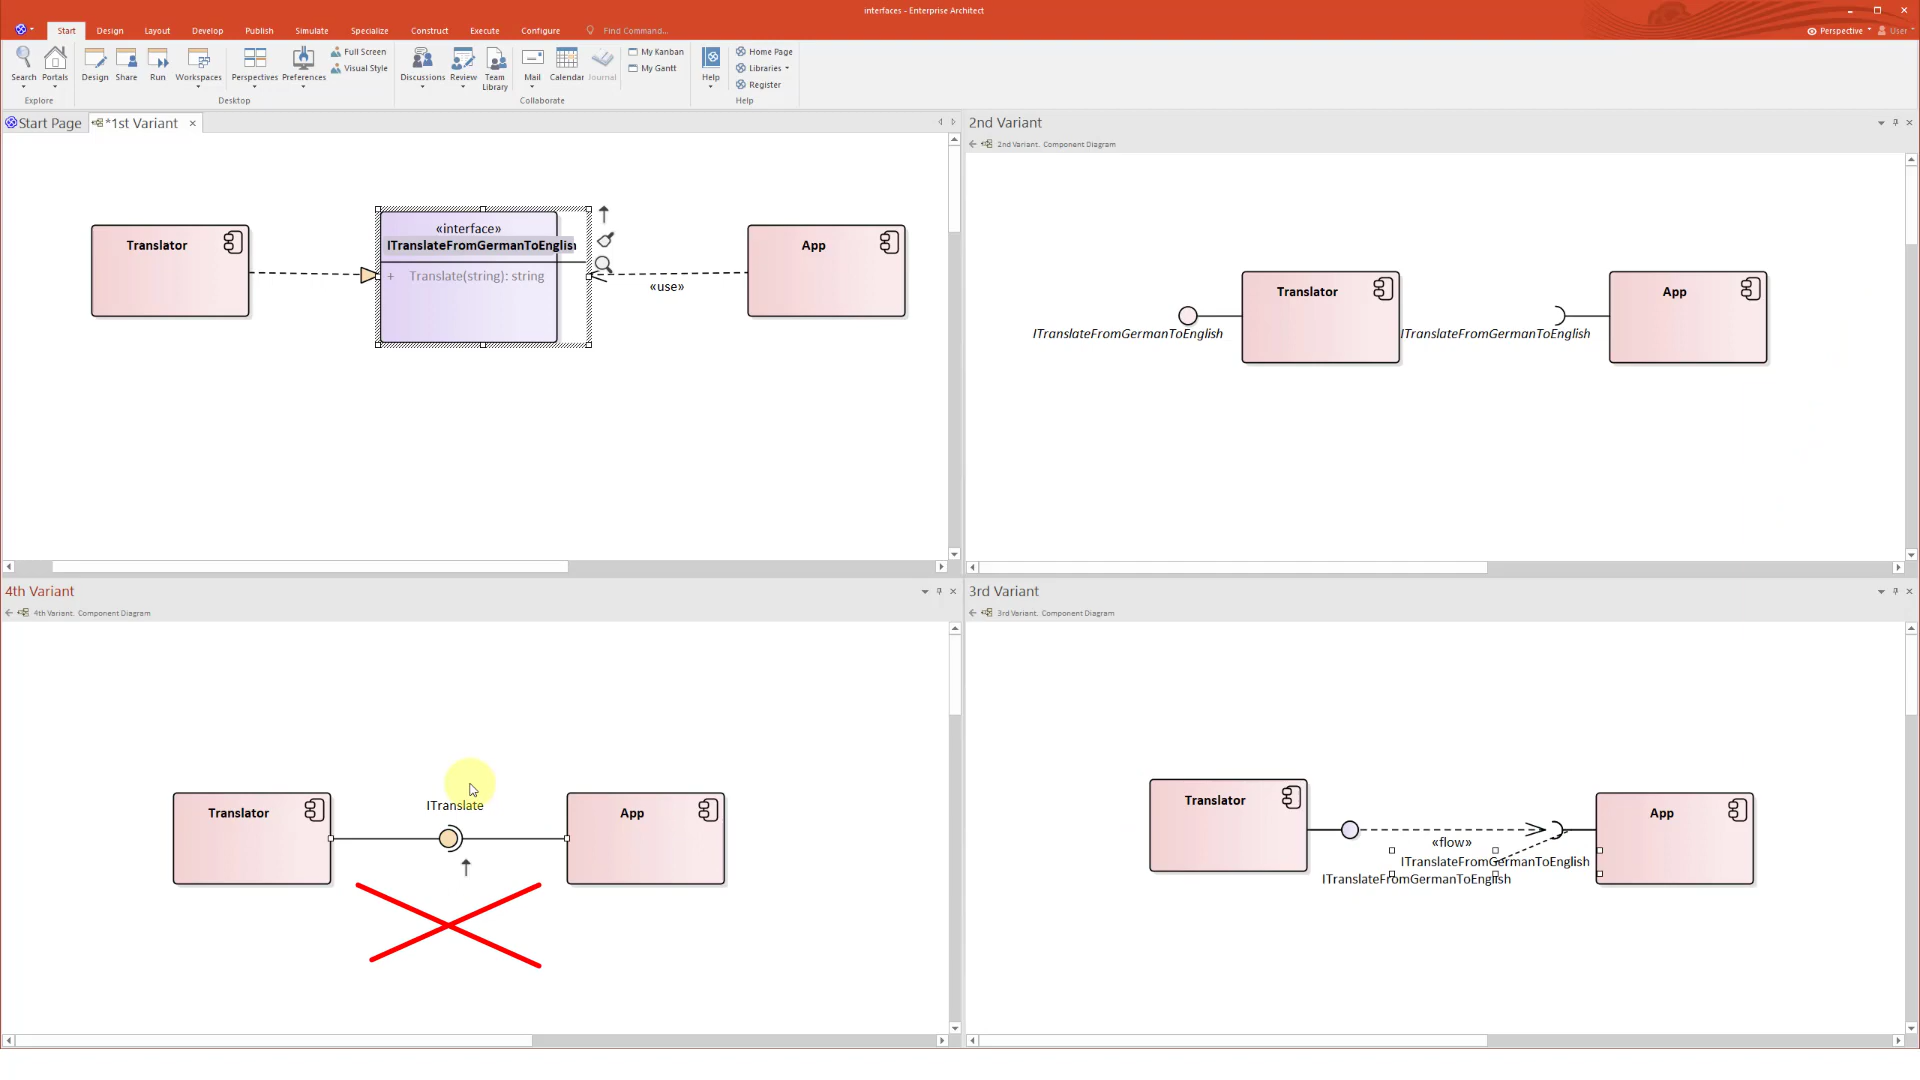 interfaces - Enterprise Architect
Start Design Layout Develop Publish Simulate Specialize Construct Execute Configure Find Command... Perspective User
Search Portals Design Share Run Workspaces Perspectives Preferences Full Screen Discussions Review Team Library Mail Calendar Journal My Kanban Help Home Page
Visual Style My Gantt Libraries
Register
Explore Desktop Collaborate Help
Start Page *1st Variant
Translator
«interface»
ITranslateFromGermanToEnglish
+ Translate(string): string
«use»
App
2nd Variant
2nd Variant. Component Diagram
Translator
App
ITranslateFromGermanToEnglish
ITranslateFromGermanToEnglish
4th Variant
4th Variant. Component Diagram
Translator
ITranslate
App
3rd Variant
3rd Variant. Component Diagram
Translator
App
«flow»
ITranslateFromGermanToEnglish
ITranslateFromGermanToEnglish